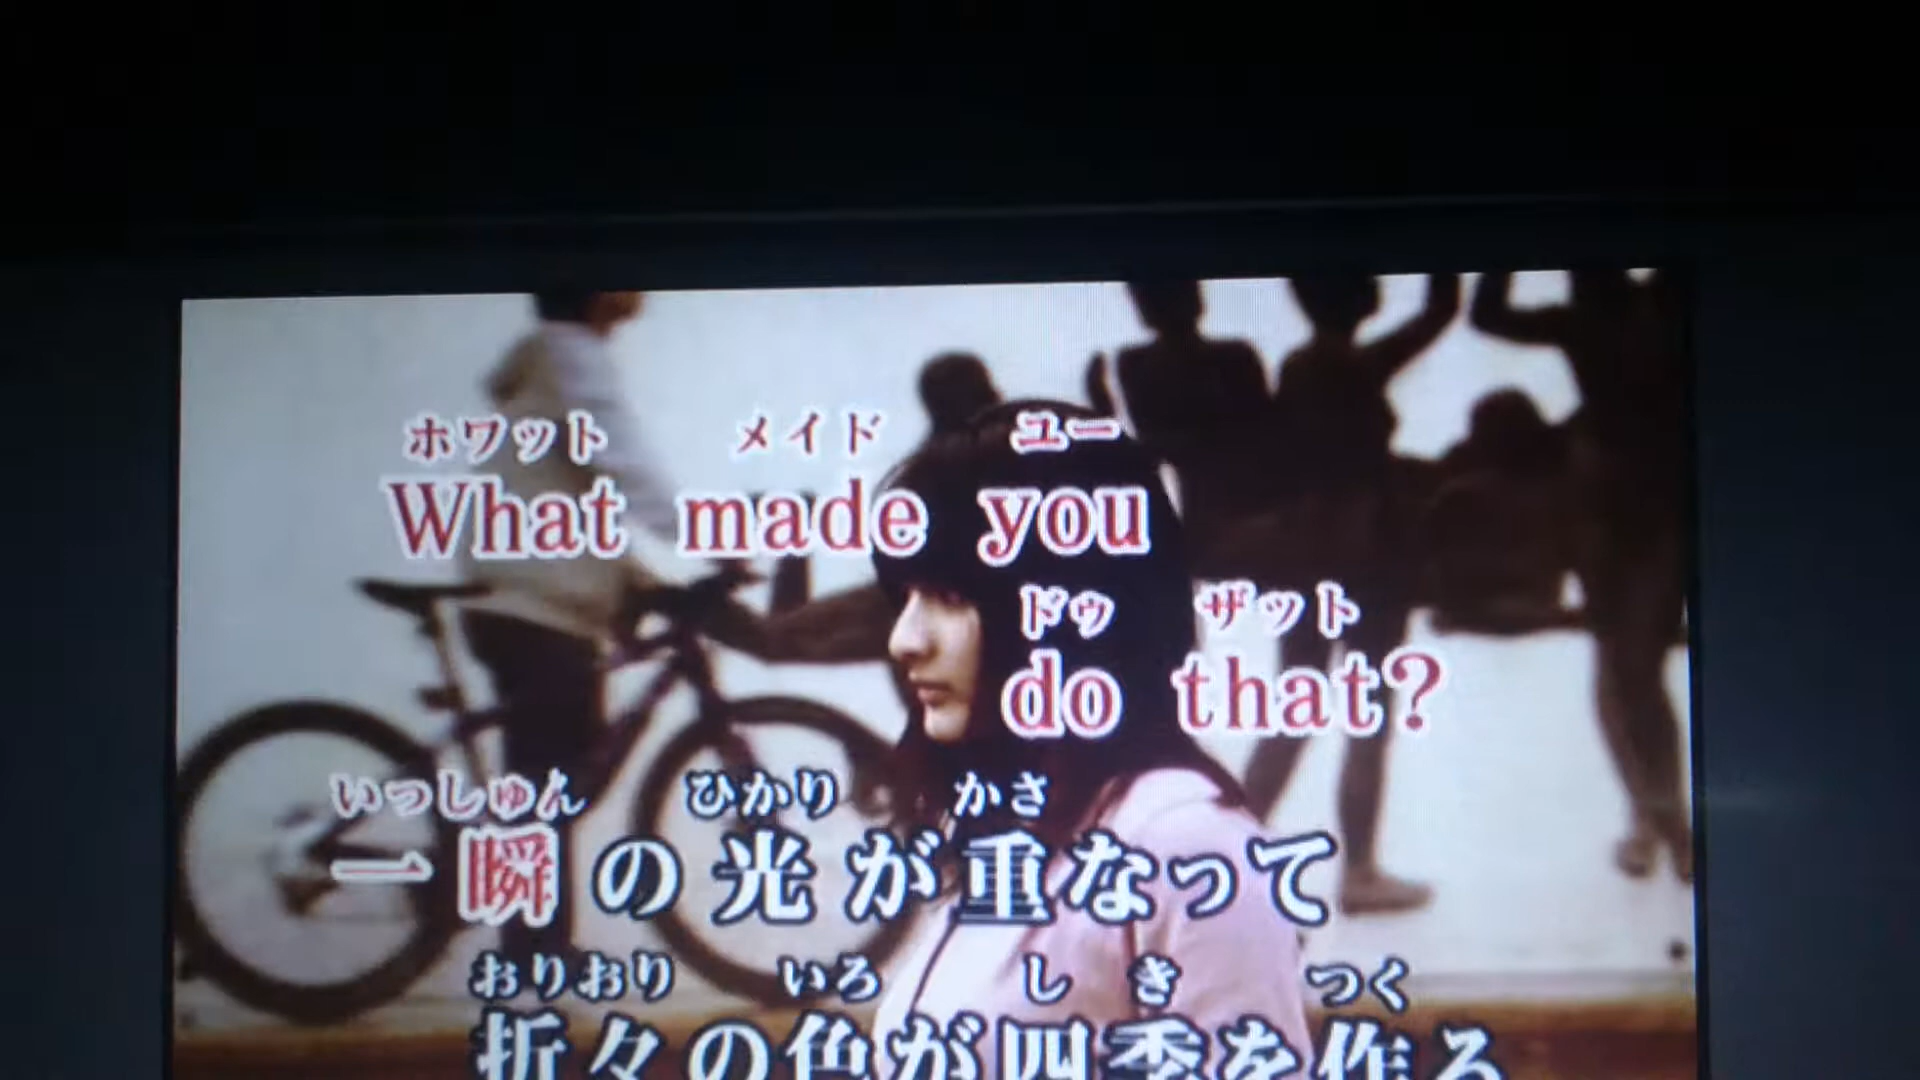 ホワット メイド ユー
What made you
ドゥ ザット
do that?
いっしゅん ひかり かさ
一瞬の光が重なって
おりおり いろ し き つく
折々の色が四季を作る